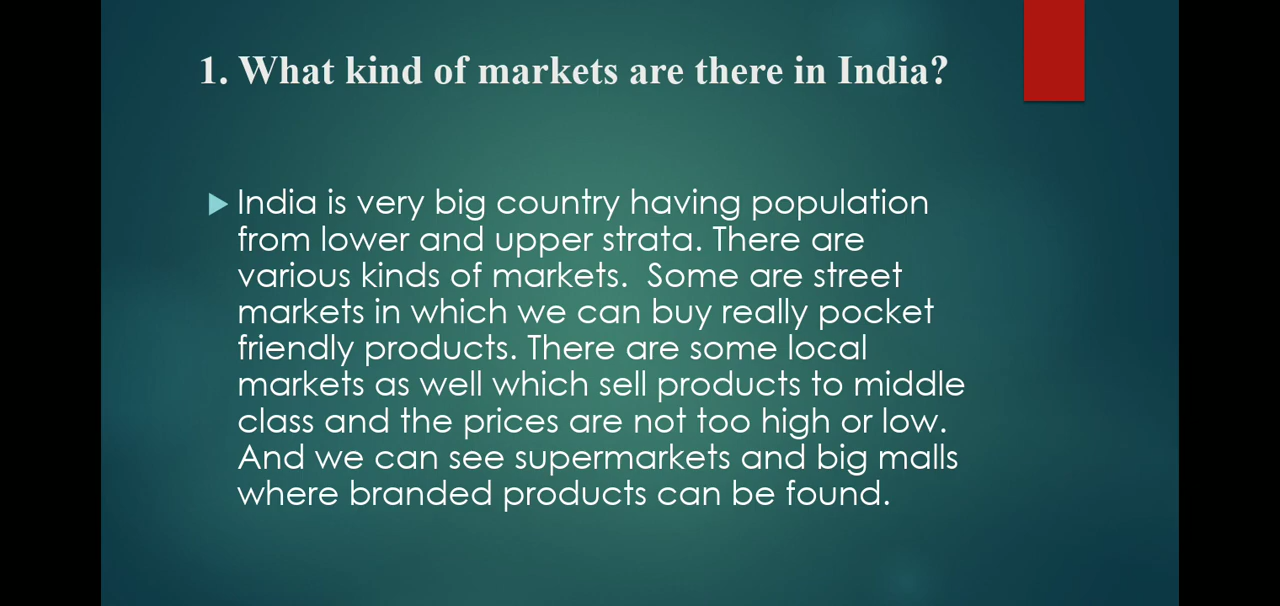 1. What kind of markets are there in India?
India is very big country having population
from lower and upper strata. There are
various kinds of markets.  Some are street
markets in which we can buy really pocket
friendly products. There are some local
markets as well which sell products to middle
class and the prices are not too high or low.
And we can see supermarkets and big malls
where branded products can be found.